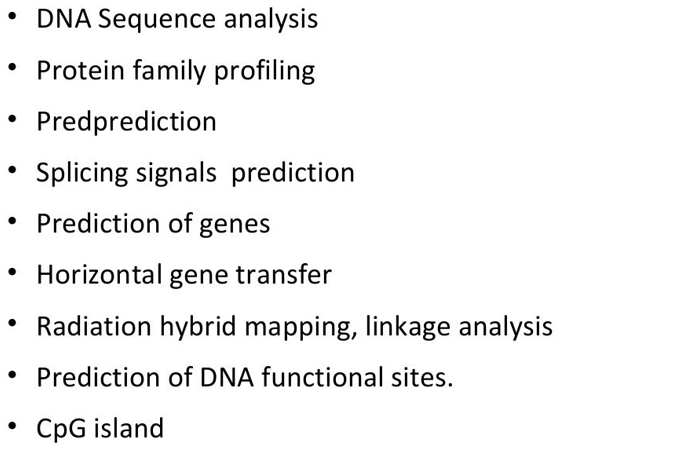 • DNA Sequence analysis
• Protein family profiling
• Predprediction
• Splicing signals  prediction
• Prediction of genes
• Horizontal gene transfer
• Radiation hybrid mapping, linkage analysis
• Prediction of DNA functional sites.
• CpG island